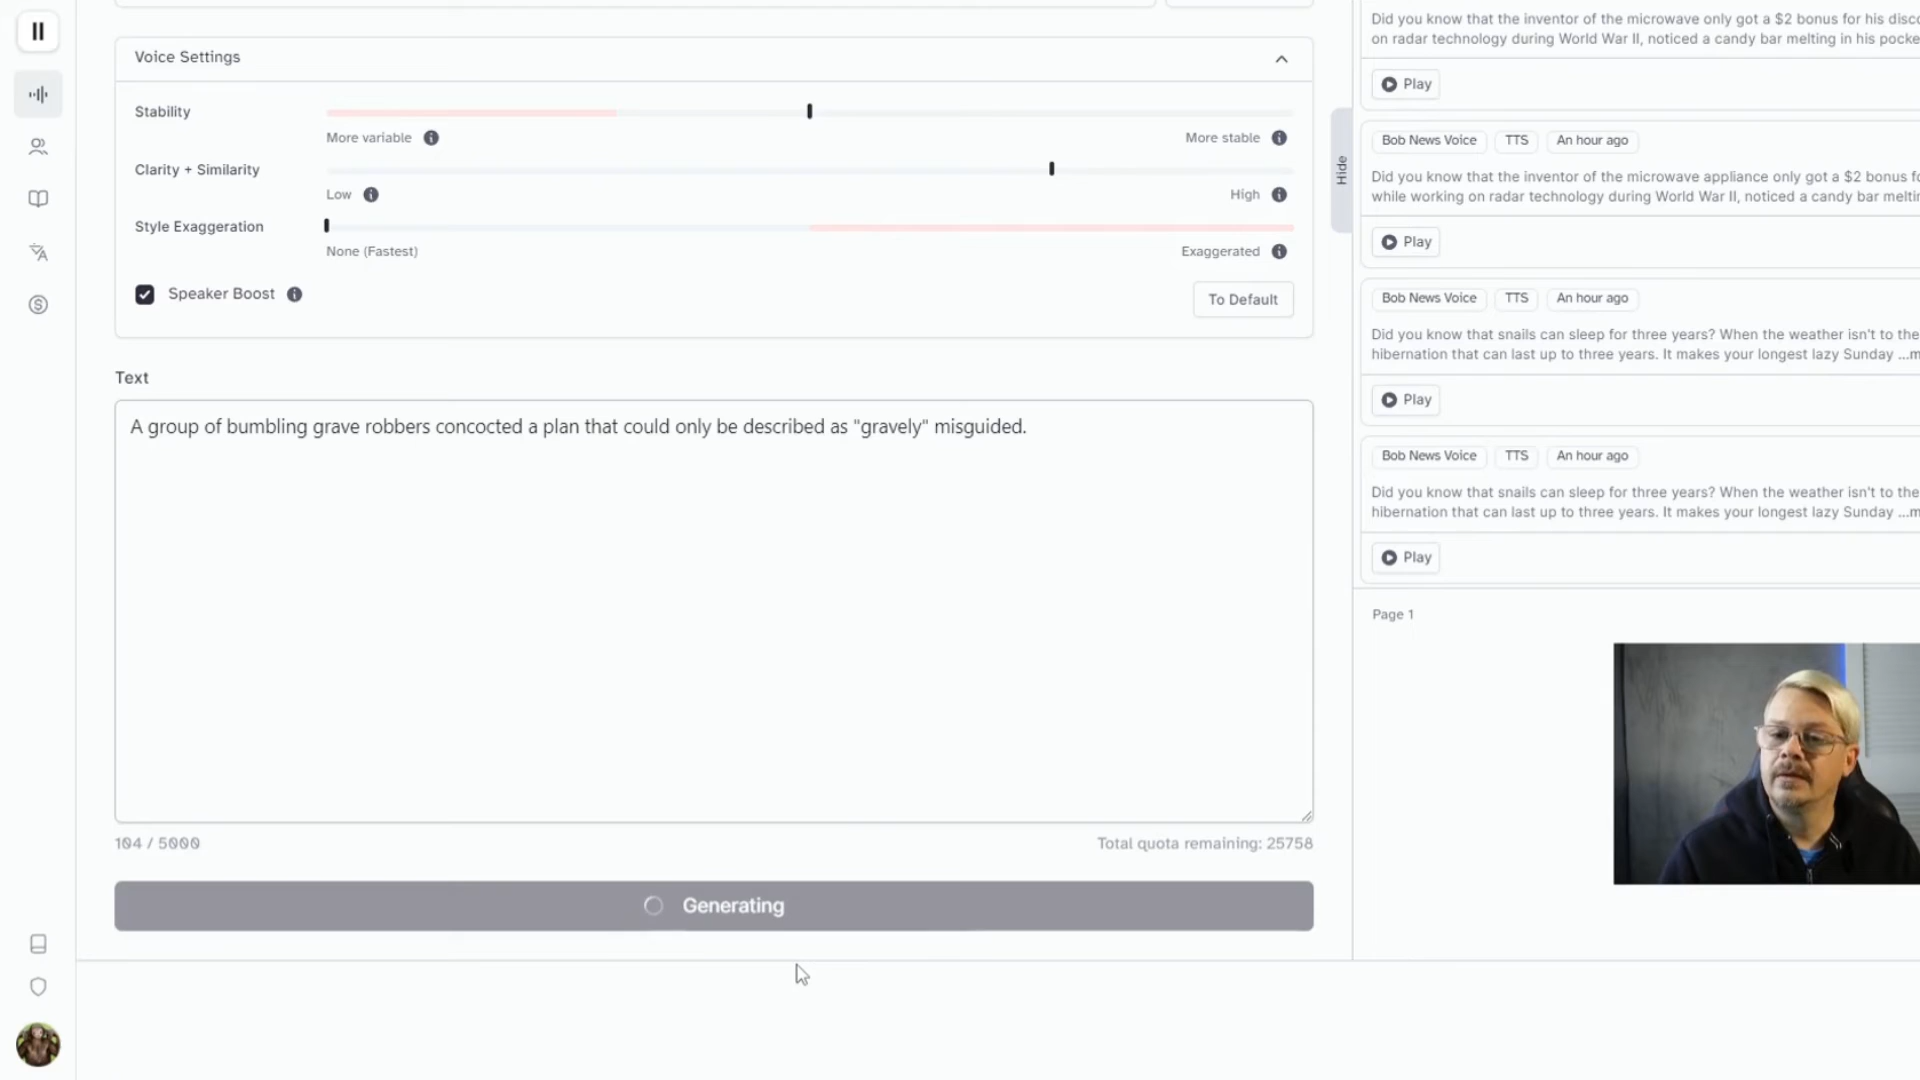 Voice Settings
Stability
More variable
More stable
Clarity + Similarity
Low
High
Style Exaggeration
None (Fastest)
Exaggerated
Speaker Boost
To Default
Text
A group of bumbling grave robbers concocted a plan that could only be described as "gravely" misguided.
104 / 5000
Total quota remaining: 25758
Generating
Hide
Did you know that the inventor of the microwave only got a $2 bonus for his disco
on radar technology during World War II, noticed a candy bar melting in his pocke
Play
Bob News Voice TTS An hour ago
Did you know that the inventor of the microwave appliance only got a $2 bonus fo
while working on radar technology during World War II, noticed a candy bar meltin
Play
Bob News Voice TTS An hour ago
Did you know that snails can sleep for three years? When the weather isn't to the
hibernation that can last up to three years. It makes your longest lazy Sunday ...m
Play
Bob News Voice TTS An hour ago
Did you know that snails can sleep for three years? When the weather isn't to the
hibernation that can last up to three years. It makes your longest lazy Sunday ...m
Play
Page 1